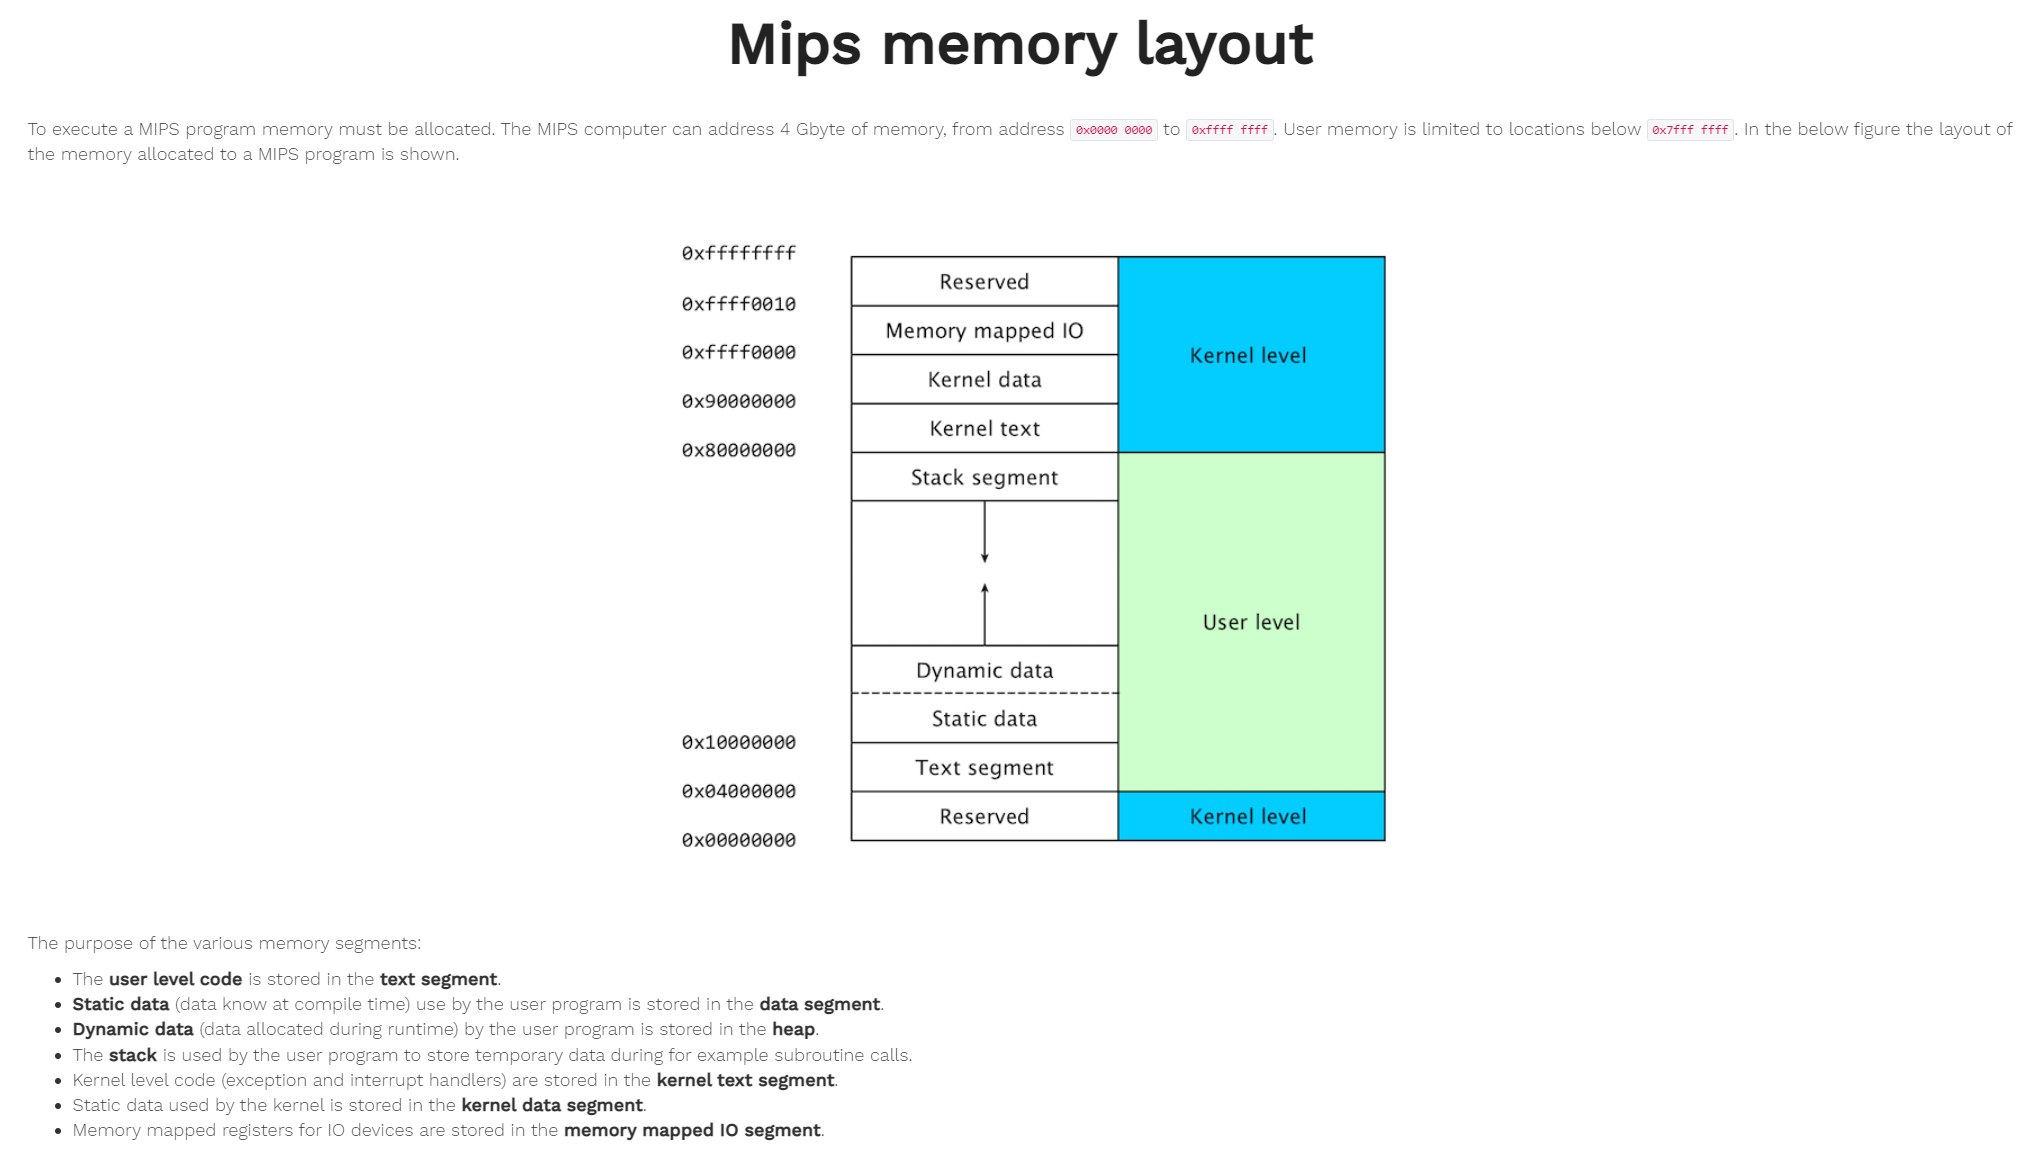 Mips memory layout
To execute a MIPS program memory must be allocated. The MIPS computer can address 4 Gbyte of memory, from address 0x0000 0000 to 0xffff ffff. User memory is limited to locations below 0x7fff ffff. In the below figure the layout of
the memory allocated to a MIPS program is shown.
0xffffffff
Reserved
0xffff0010
Memory mapped IO
0xffff0000
Kernel level
Kernel data
0x90000000
Kernel text
0x80000000
Stack segment
User level
Dynamic data
Static data
0x10000000
Text segment
0x04000000
Reserved
Kernel level
0x00000000
The purpose of the various memory segments:
• The user level code is stored in the text segment.
• Static data (data know at compile time) use by the user program is stored in the data segment.
• Dynamic data (data allocated during runtime) by the user program is stored in the heap.
• The stack is used by the user program to store temporary data during for example subroutine calls.
• Kernel level code (exception and interrupt handlers) are stored in the kernel text segment.
• Static data used by the kernel is stored in the kernel data segment.
• Memory mapped registers for IO devices are stored in the memory mapped IO segment.